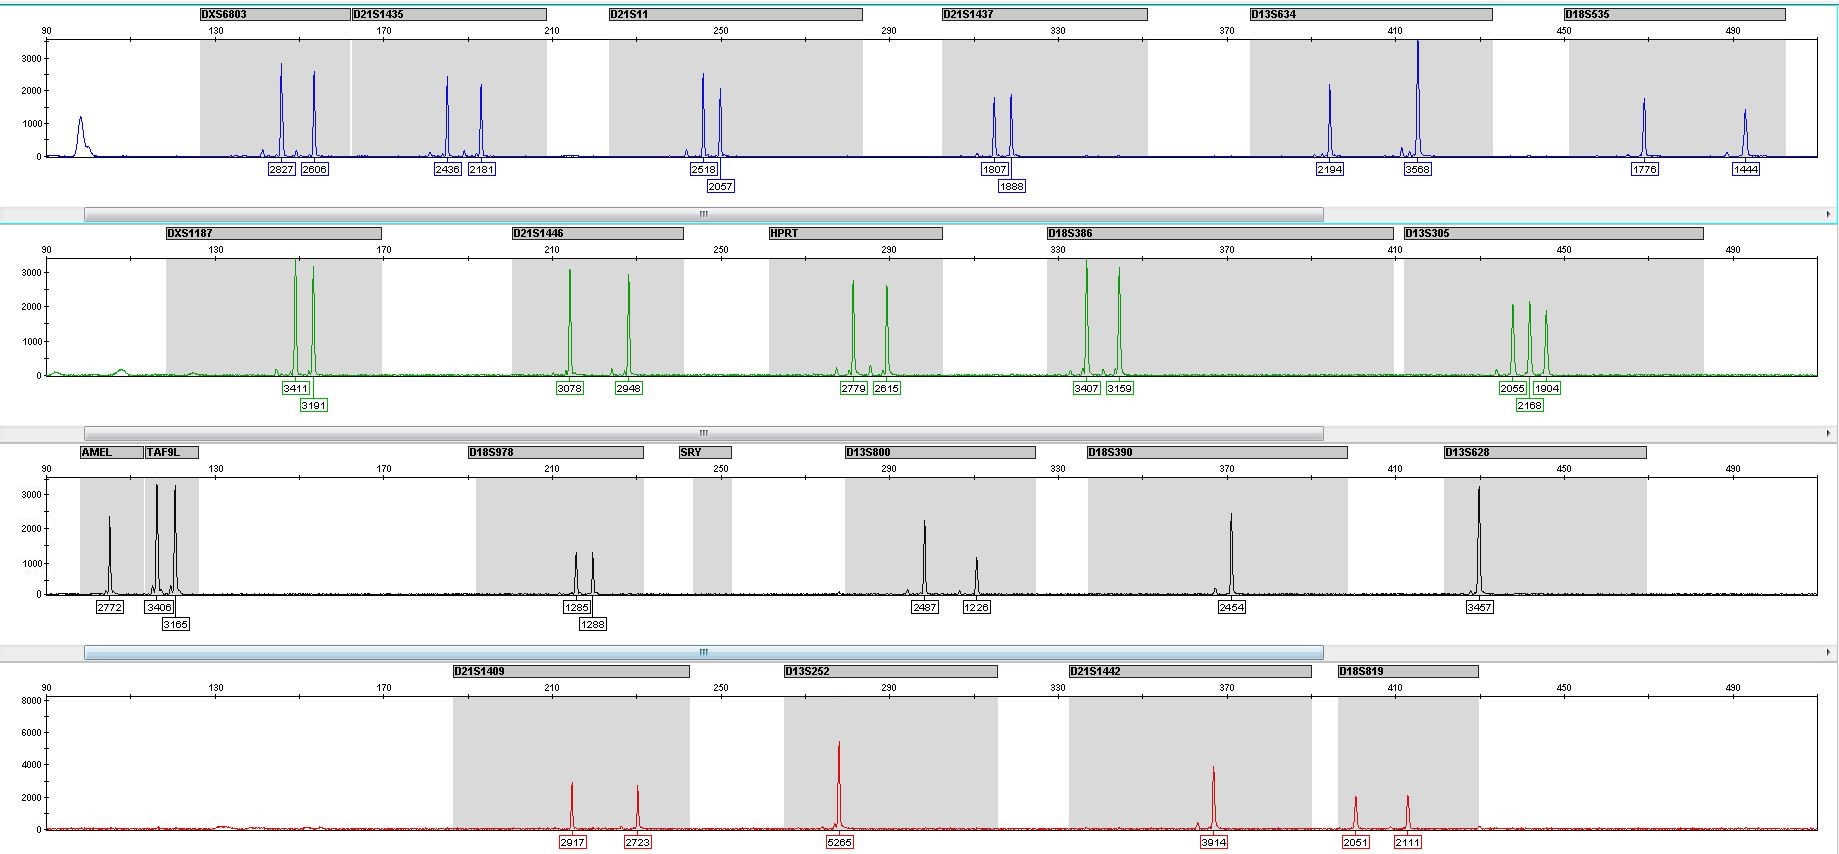 DXS6803 D21S1435 D21S11 D21S1437 D13S634 D18S535
90 130 170 210 250 290 330 370 410 450 490
3000
2000
1000
0
2827 2606 2436 2181 2518 1807 2194 3568 1776 1444
2057 1888
DXS1187 D21S1446 HPRT D18S386 D13S305
90 130 170 210 250 290 330 370 410 450 490
3000
2000
1000
0
3411 3078 2948 2779 2615 3407 3159 2055 1904
3191 2168
AMEL TAF9L D18S978 SRY D13S800 D18S390 D13S628
90 130 170 210 250 290 330 370 410 450 490
3000
2000
1000
0
2772 3406 1285 2487 1226 2454 3457
3165 1288
D21S1409 D13S252 D21S1442 D18S819
90 130 170 210 250 290 330 370 410 450 490
8000
6000
4000
2000
0
2917 2723 5265 3914 2051 2111